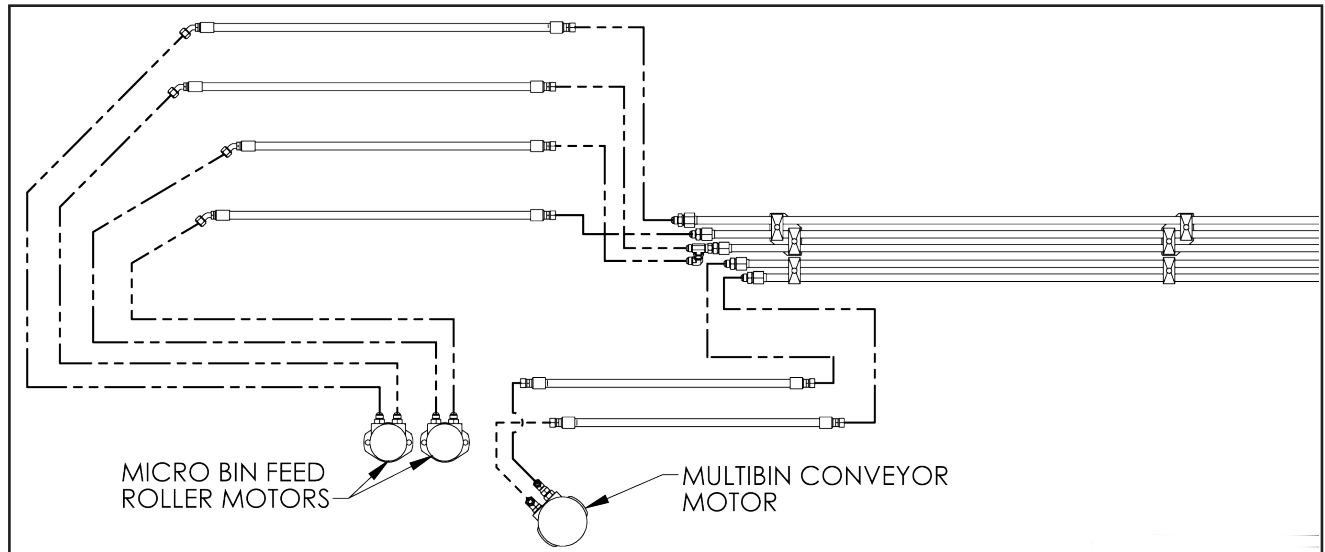 MICRO BIN FEED
ROLLER MOTORS
MULTIBIN CONVEYOR
MOTOR